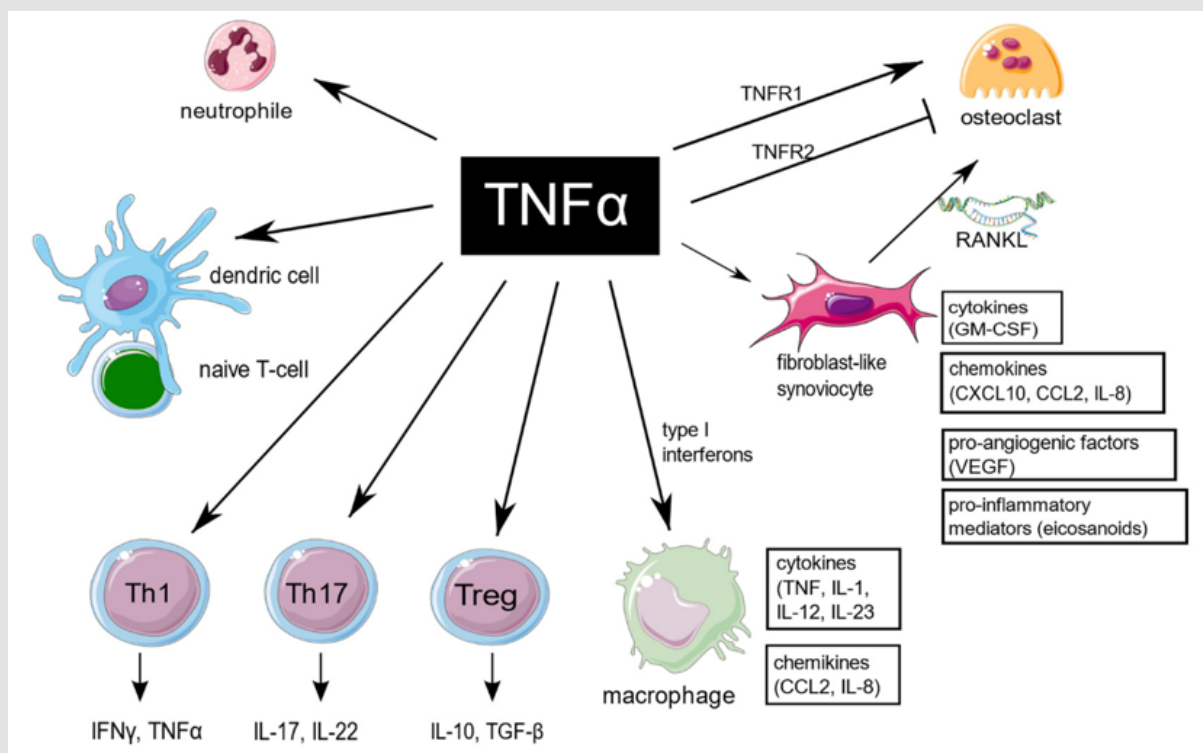 neutrophile
TNFR1
osteoclast
TNFR2
TNFα
RANKL
dendric cell
naive T-cell
fibroblast-like
synoviocyte
cytokines
(GM-CSF)
chemokines
(CXCL10, CCL2, IL-8)
pro-angiogenic factors
(VEGF)
pro-inflammatory
mediators (eicosanoids)
type I
interferons
Th1
Th17
Treg
cytokines
(TNF, IL-1,
IL-12, IL-23
chemikines
(CCL2, IL-8)
macrophage
IFNγ, TNFα
IL-17, IL-22
IL-10, TGF-β